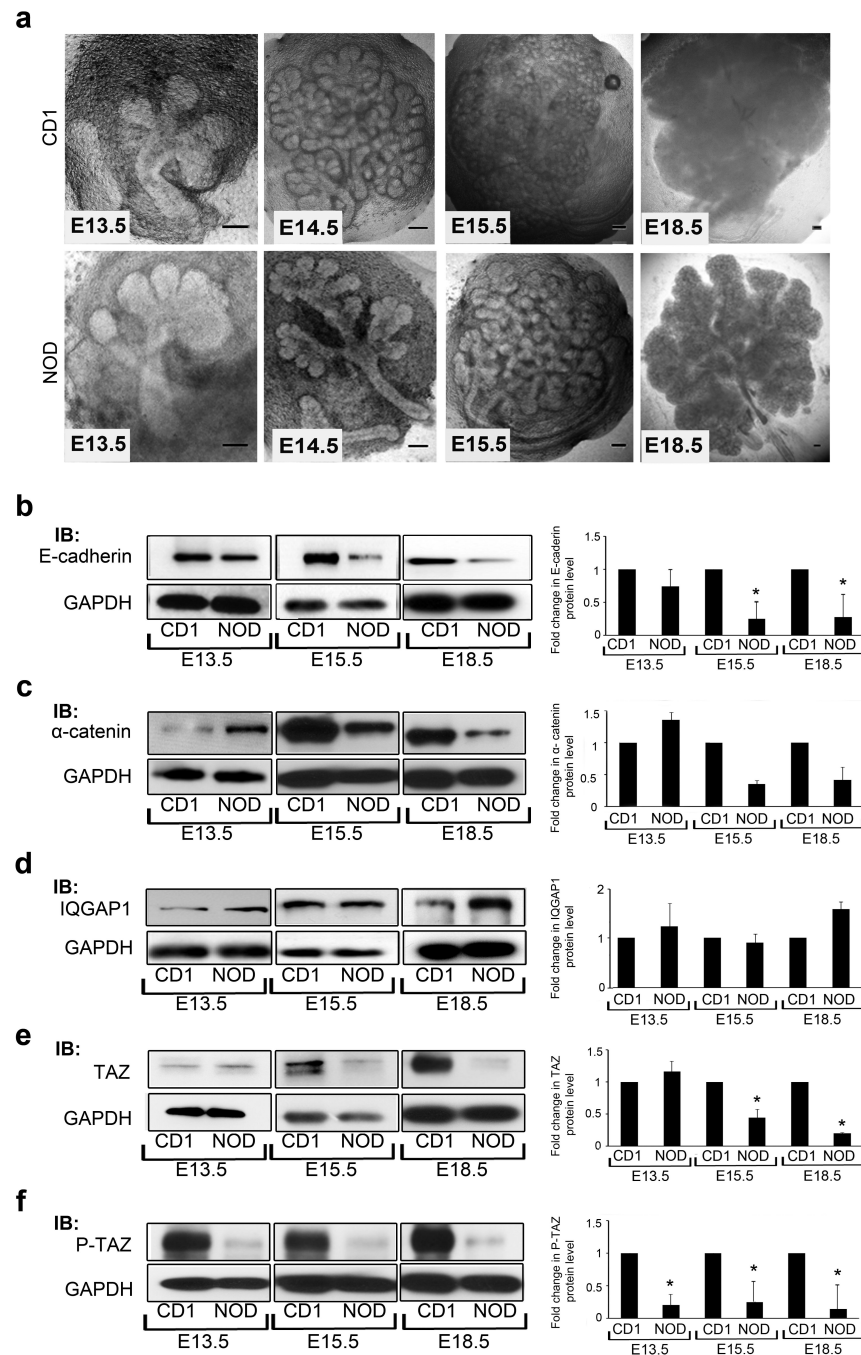 a
CD1
E13.5
E14.5
E15.5
E18.5
NOD
E13.5
E14.5
E15.5
E18.5
b
IB:
E-cadherin
GAPDH
CD1 NOD CD1 NOD CD1 NOD
E13.5 E15.5 E18.5
Fold change in E-caderin
protein level
1.5
1
0.5
0
* *
CD1 NOD CD1 NOD CD1 NOD
E13.5 E15.5 E18.5
c
IB:
α-catenin
GAPDH
CD1 NOD CD1 NOD CD1 NOD
E13.5 E15.5 E18.5
Fold change in α- catenin
protein level
1.5
1
0.5
0
CD1 NOD CD1 NOD CD1 NOD
E13.5 E15.5 E18.5
d
IB:
IQGAP1
GAPDH
CD1 NOD CD1 NOD CD1 NOD
E13.5 E15.5 E18.5
Fold change in IQGAP1
protein level
2
1
0
CD1 NOD CD1 NOD CD1 NOD
E13.5 E15.5 E18.5
e
IB:
TAZ
GAPDH
CD1 NOD CD1 NOD CD1 NOD
E13.5 E15.5 E18.5
Fold change in TAZ
protein level
1.5
1
0.5
0
* *
CD1 NOD CD1 NOD CD1 NOD
E13.5 E15.5 E18.5
f
IB:
P-TAZ
GAPDH
CD1 NOD CD1 NOD CD1 NOD
E13.5 E15.5 E18.5
Fold change in P-TAZ
protein level
1.5
1
0.5
0
* * *
CD1 NOD CD1 NOD CD1 NOD
E13.5 E15.5 E18.5